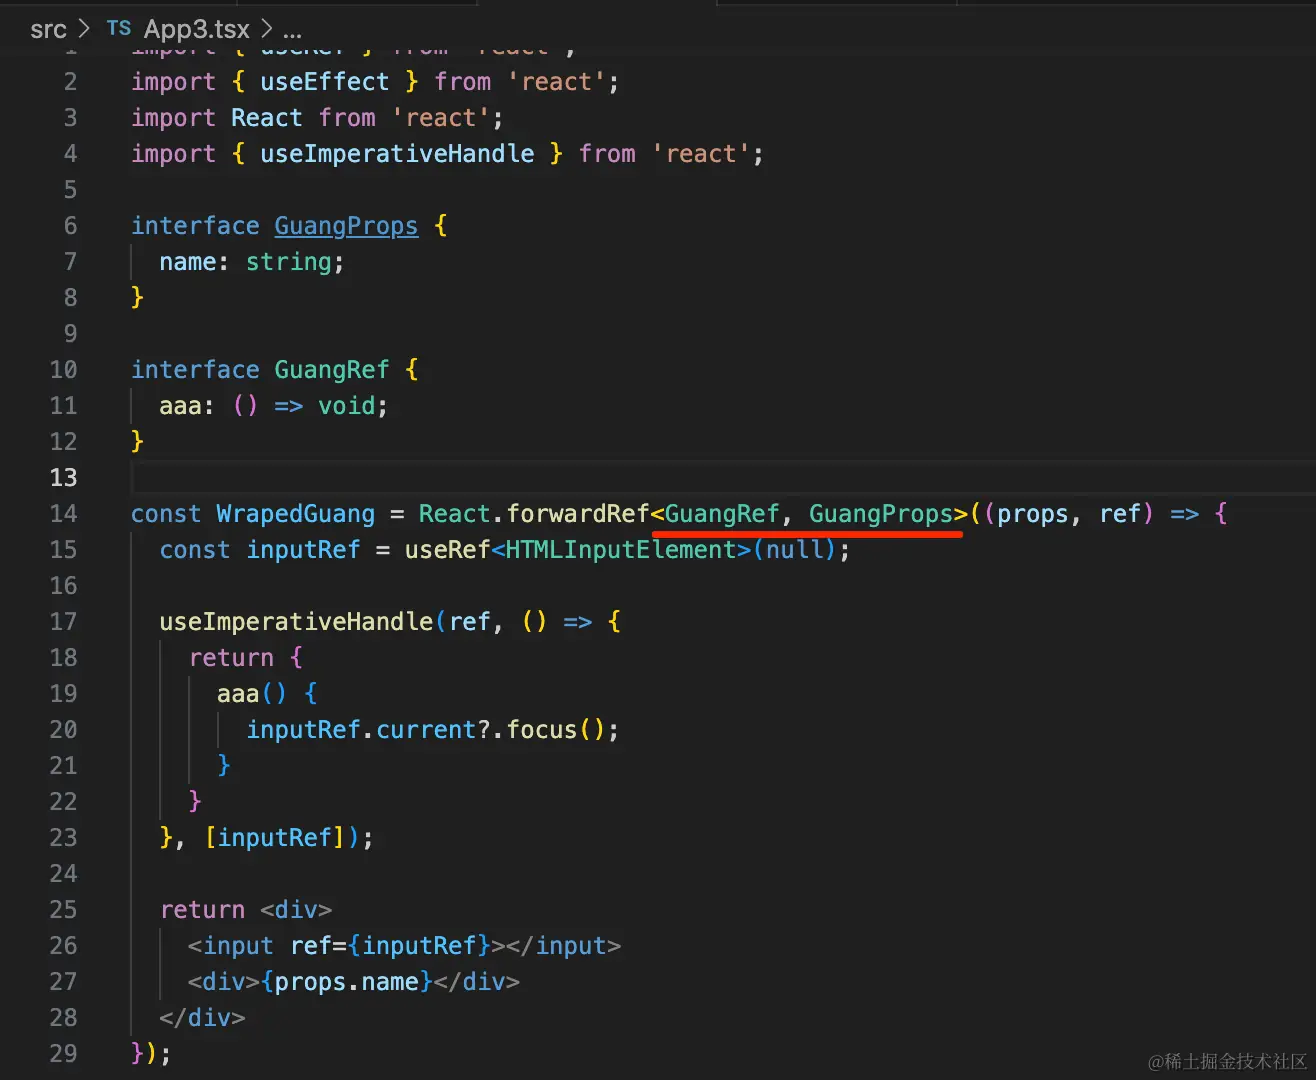 src > TS App3.tsx > ...
1 import { useRef } from 'react';
2 import { useEffect } from 'react';
3 import React from 'react';
4 import { useImperativeHandle } from 'react';
5
6 interface GuangProps {
7 name: string;
8 }
9
10 interface GuangRef {
11 aaa: () => void;
12 }
13
14 const WrapedGuang = React.forwardRef<GuangRef, GuangProps>((props, ref) => {
15 const inputRef = useRef<HTMLInputElement>(null);
16
17 useImperativeHandle(ref, () => {
18 return {
19 aaa() {
20 inputRef.current?.focus();
21 }
22 }
23 }, [inputRef]);
24
25 return <div>
26 <input ref={inputRef}></input>
27 <div>{props.name}</div>
28 </div>
29 });
@稀土掘金技术社区